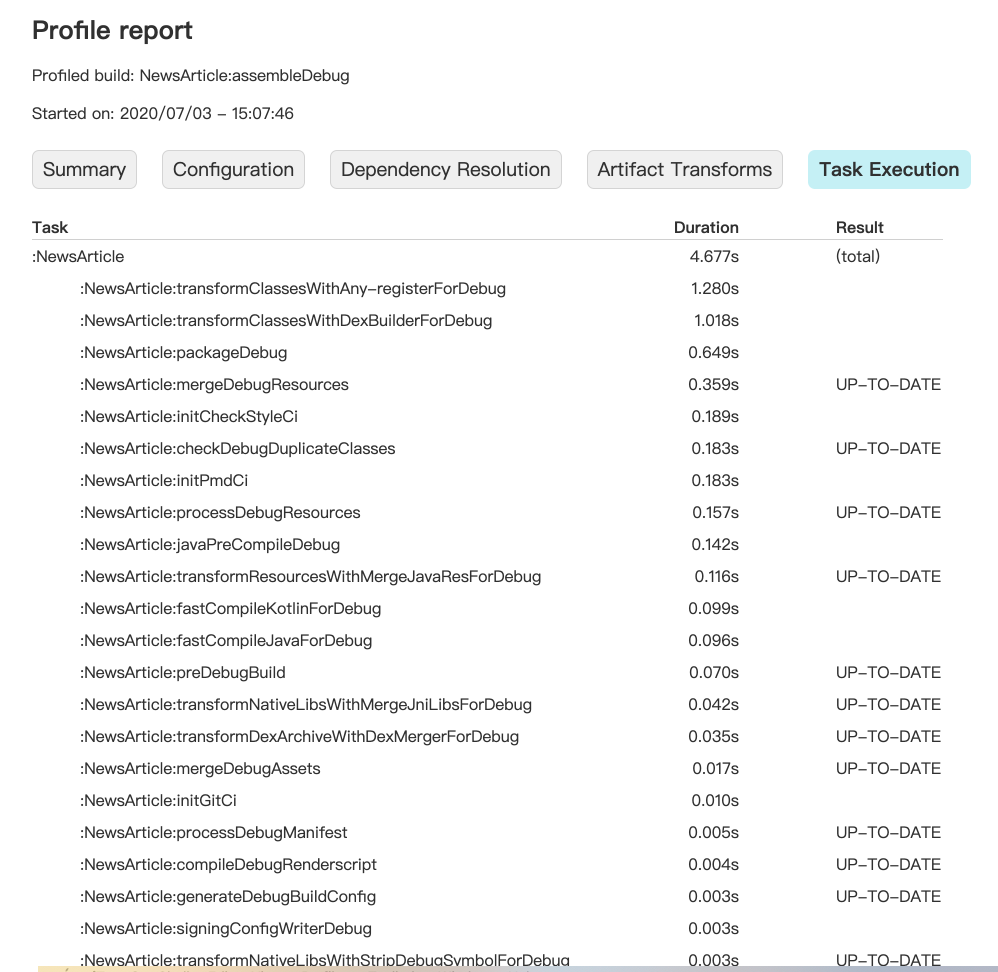 Profile report
Profiled build: NewsArticle:assembleDebug
Started on: 2020/07/03 – 15:07:46
Summary Configuration Dependency Resolution Artifact Transforms Task Execution
Task Duration Result
:NewsArticle 4.677s (total)
:NewsArticle:transformClassesWithAny–registerForDebug 1.280s
:NewsArticle:transformClassesWithDexBuilderForDebug 1.018s
:NewsArticle:packageDebug 0.649s
:NewsArticle:mergeDebugResources 0.359s UP–TO–DATE
:NewsArticle:initCheckStyleCi 0.189s
:NewsArticle:checkDebugDuplicateClasses 0.183s UP–TO–DATE
:NewsArticle:initPmdCi 0.183s
:NewsArticle:processDebugResources 0.157s UP–TO–DATE
:NewsArticle:javaPreCompileDebug 0.142s
:NewsArticle:transformResourcesWithMergeJavaResForDebug 0.116s UP–TO–DATE
:NewsArticle:fastCompileKotlinForDebug 0.099s
:NewsArticle:fastCompileJavaForDebug 0.096s
:NewsArticle:preDebugBuild 0.070s UP–TO–DATE
:NewsArticle:transformNativeLibsWithMergeJniLibsForDebug 0.042s UP–TO–DATE
:NewsArticle:transformDexArchiveWithDexMergerForDebug 0.035s UP–TO–DATE
:NewsArticle:mergeDebugAssets 0.017s UP–TO–DATE
:NewsArticle:initGitCi 0.010s
:NewsArticle:processDebugManifest 0.005s UP–TO–DATE
:NewsArticle:compileDebugRenderscript 0.004s UP–TO–DATE
:NewsArticle:generateDebugBuildConfig 0.003s UP–TO–DATE
:NewsArticle:signingConfigWriterDebug 0.003s
:NewsArticle:transformNativeLibsWithStripDebugSymbolForDebug 0.003s UP–TO–DATE